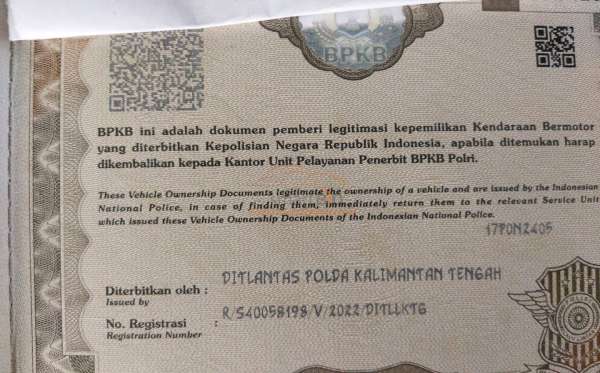 BPKB
BPKB ini adalah dokumen pemberi legitimasi kepemilikan Kendaraan Bermotor
yang diterbitkan Kepolisian Negara Republik Indonesia, apabila ditemukan harap
dikembalikan kepada Kantor Unit Pelayanan Penerbit BPKB Polri.
These Vehicle Ownership Documents legitimate the ownership of a vehicle and are issued by the Indonesian
National Police, in case of finding them, immediately return them to the relevant Service Unit
which issued these Vehicle Ownership Documents of the Indonesian National Police.
17PON2405
Diterbitkan oleh : DITLANTAS POLDA KALIMANTAN TENGAH
Issued by
No. Registrasi : R/S40058198/V/2022/DITLLKTG
Registration Number